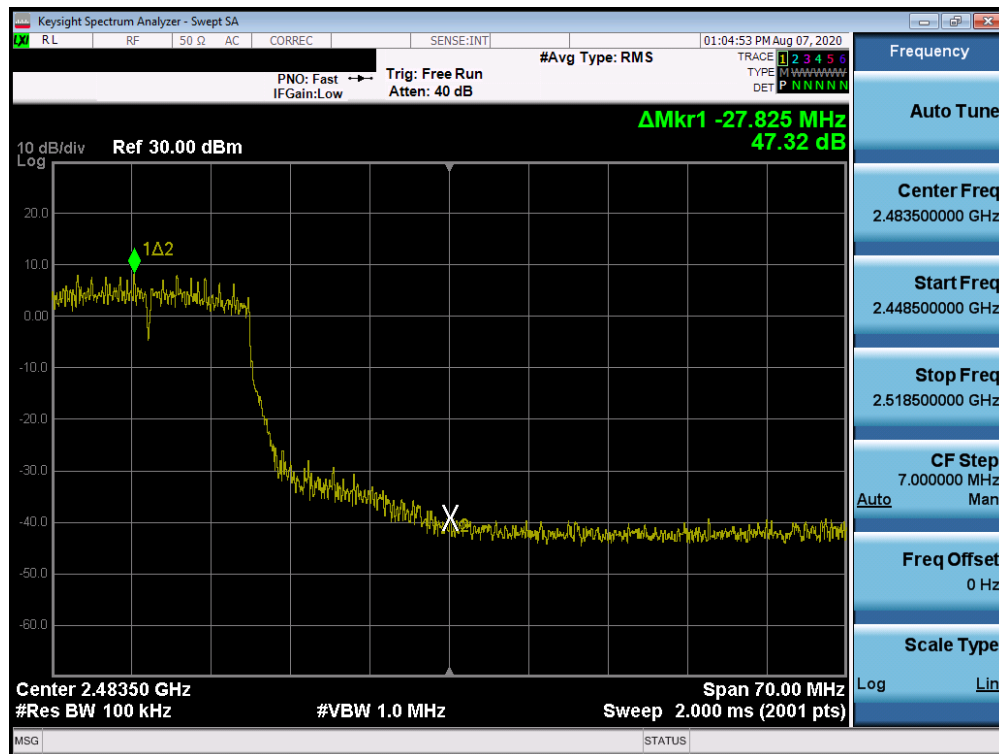 Keysight Spectrum Analyzer - Swept SA
LXI RL RF 50 Ω AC CORREC SENSE:INT 01:04:53 PM Aug 07, 2020
PNO: Fast
IFGain:Low
Trig: Free Run
Atten: 40 dB
#Avg Type: RMS
TRACE 1 2 3 4 5 6
TYPE M WWWWW
DET P N N N N N
ΔMkr1 -27.825 MHz
47.32 dB
10 dB/div Ref 30.00 dBm
Log
20.0
10.0
0.00
-10.0
-20.0
-30.0
-40.0
-50.0
-60.0
1Δ2
X2
Center 2.48350 GHz Span 70.00 MHz
#Res BW 100 kHz #VBW 1.0 MHz Sweep 2.000 ms (2001 pts)
MSG STATUS
Frequency
Auto Tune
Center Freq
2.483500000 GHz
Start Freq
2.448500000 GHz
Stop Freq
2.518500000 GHz
CF Step
7.000000 MHz
Auto Man
Freq Offset
0 Hz
Scale Type
Log Lin